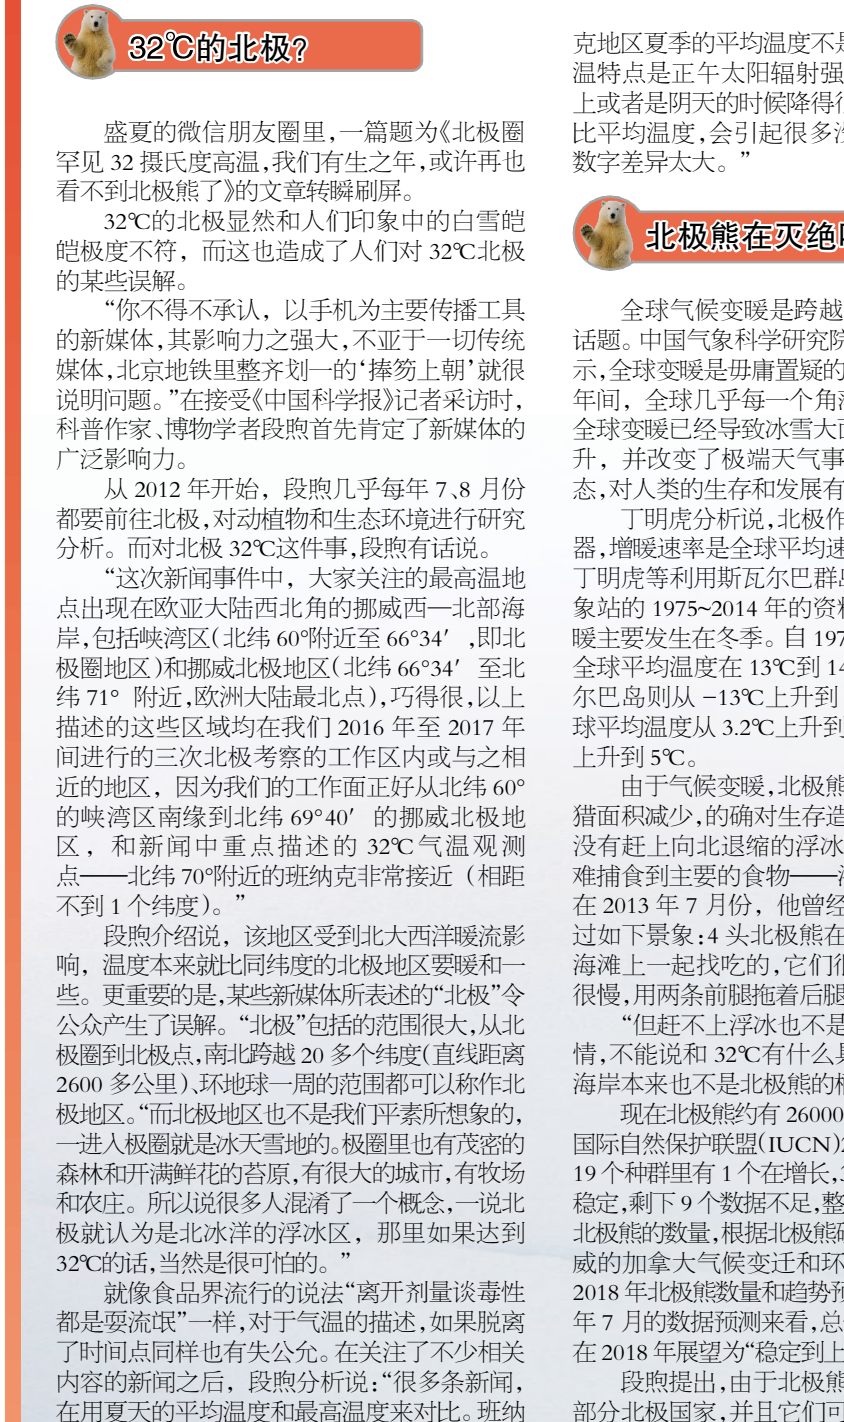 32℃的北极？
盛夏的微信朋友圈里,一篇题为《北极圈
罕见 32 摄氏度高温,我们有生之年,或许再也
看不到北极熊了》的文章转瞬刷屏。
32℃的北极显然和人们印象中的白雪皑
皑极度不符，而这也造成了人们对 32℃北极
的某些误解。
“你不得不承认，以手机为主要传播工具
的新媒体,其影响力之强大,不亚于一切传统
媒体,北京地铁里整齐划一的‘捧笏上朝’就很
说明问题。”在接受《中国科学报》记者采访时,
科普作家、博物学者段煦首先肯定了新媒体的
广泛影响力。
从 2012 年开始，段煦几乎每年 7、8 月份
都要前往北极,对动植物和生态环境进行研究
分析。而对北极 32℃这件事,段煦有话说。
“这次新闻事件中，大家关注的最高温地
点出现在欧亚大陆西北角的挪威西—北部海
岸,包括峡湾区(北纬 60°附近至 66°34′,即北
极圈地区)和挪威北极地区(北纬 66°34′ 至北
纬 71° 附近,欧洲大陆最北点),巧得很,以上
描述的这些区域均在我们 2016 年至 2017 年
间进行的三次北极考察的工作区内或与之相
近的地区，因为我们的工作面正好从北纬 60°
的峡湾区南缘到北纬 69°40′ 的挪威北极地
区，和新闻中重点描述的 32℃气温观测
点——北纬 70°附近的班纳克非常接近（相距
不到 1 个纬度）。”
段煦介绍说，该地区受到北大西洋暖流影
响，温度本来就比同纬度的北极地区要暖和一
些。更重要的是,某些新媒体所表述的“北极”令
公众产生了误解。“北极”包括的范围很大,从北
极圈到北极点,南北跨越 20 多个纬度(直线距离
2600 多公里)、环地球一周的范围都可以称作北
极地区。“而北极地区也不是我们平素所想象的,
一进入极圈就是冰天雪地的。极圈里也有茂密的
森林和开满鲜花的苔原,有很大的城市,有牧场
和农庄。所以说很多人混淆了一个概念,一说北
极就认为是北冰洋的浮冰区，那里如果达到
32℃的话,当然是很可怕的。”
就像食品界流行的说法“离开剂量谈毒性
都是耍流氓”一样,对于气温的描述,如果脱离
了时间点同样也有失公允。在关注了不少相关
内容的新闻之后，段煦分析说:“很多条新闻,
在用夏天的平均温度和最高温度来对比。班纳
克地区夏季的平均温度不是
温特点是正午太阳辐射强
上或者是阴天的时候降得很
比平均温度,会引起很多没
数字差异太大。”
北极熊在灭绝
全球气候变暖是跨越
话题。中国气象科学研究院
示,全球变暖是毋庸置疑的
年间，全球几乎每一个角落
全球变暖已经导致冰雪大面
升，并改变了极端天气事
态,对人类的生存和发展有
丁明虎分析说,北极作
器,增暖速率是全球平均速
丁明虎等利用斯瓦尔巴群岛
象站的 1975~2014 年的资料
暖主要发生在冬季。自 197
全球平均温度在 13℃到 14
尔巴岛则从 -13℃上升到
球平均温度从 3.2℃上升到
上升到 5℃。
由于气候变暖,北极熊
猎面积减少,的确对生存造
没有赶上向北退缩的浮冰
难捕食到主要的食物——海
在 2013 年 7 月份，他曾经
过如下景象:4 头北极熊在
海滩上一起找吃的,它们很
很慢,用两条前腿拖着后腿
“但赶不上浮冰也不是
情,不能说和 32℃有什么具
海岸本来也不是北极熊的栖
现在北极熊约有 26000
国际自然保护联盟(IUCN)2
19 个种群里有 1 个在增长,3
稳定,剩下 9 个数据不足,整
北极熊的数量,根据北极熊研
威的加拿大气候变迁和环
2018 年北极熊数量和趋势预
年 7 月的数据预测来看,总
在 2018 年展望为“稳定到上
段煦提出,由于北极熊
部分北极国家,并且它们可